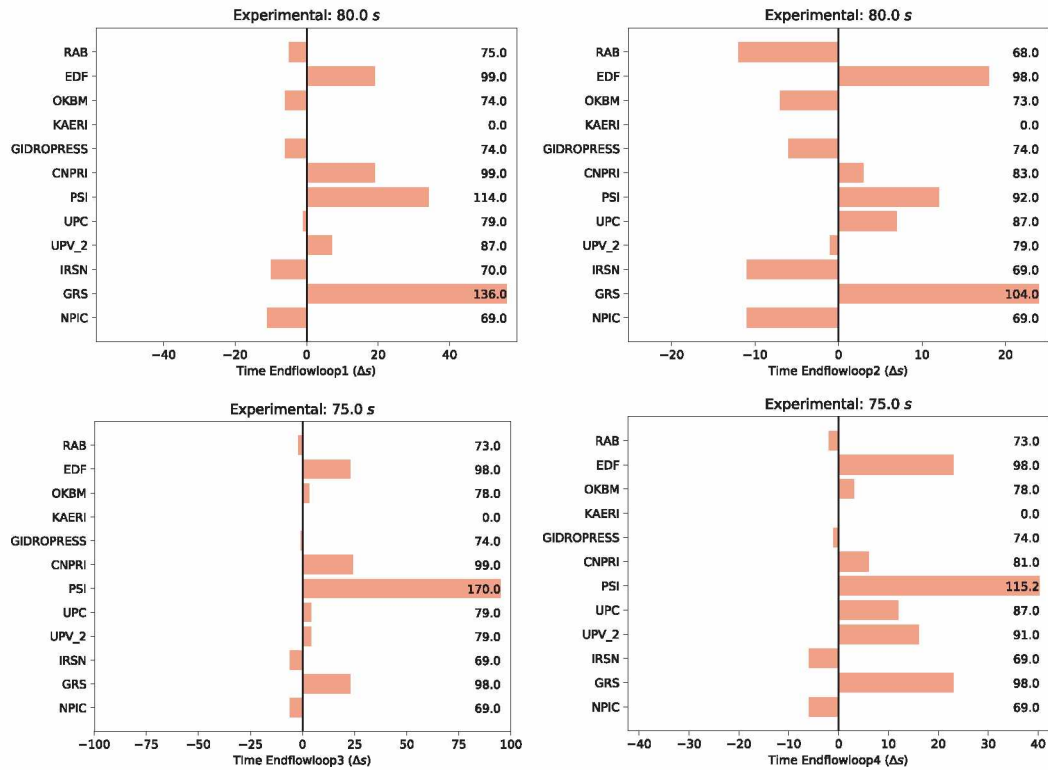 Experimental: 80.0 s
RAB 75.0
EDF 99.0
OKBM 74.0
KAERI 0.0
GIDROPRESS 74.0
CNPRI 99.0
PSI 114.0
UPC 79.0
UPV_2 87.0
IRSN 70.0
GRS 136.0
NPIC 69.0
−40 −20 0 20 40
Time Endflowloop1 (Δs)
Experimental: 80.0 s
RAB 68.0
EDF 98.0
OKBM 73.0
KAERI 0.0
GIDROPRESS 74.0
CNPRI 83.0
PSI 92.0
UPC 87.0
UPV_2 79.0
IRSN 69.0
GRS 104.0
NPIC 69.0
−20 −10 0 10 20
Time Endflowloop2 (Δs)
Experimental: 75.0 s
RAB 73.0
EDF 98.0
OKBM 78.0
KAERI 0.0
GIDROPRESS 74.0
CNPRI 99.0
PSI 170.0
UPC 79.0
UPV_2 79.0
IRSN 69.0
GRS 98.0
NPIC 69.0
−100 −75 −50 −25 0 25 50 75 100
Time Endflowloop3 (Δs)
Experimental: 75.0 s
RAB 73.0
EDF 98.0
OKBM 78.0
KAERI 0.0
GIDROPRESS 74.0
CNPRI 81.0
PSI 115.2
UPC 87.0
UPV_2 91.0
IRSN 69.0
GRS 98.0
NPIC 69.0
−40 −30 −20 −10 0 10 20 30 40
Time Endflowloop4 (Δs)